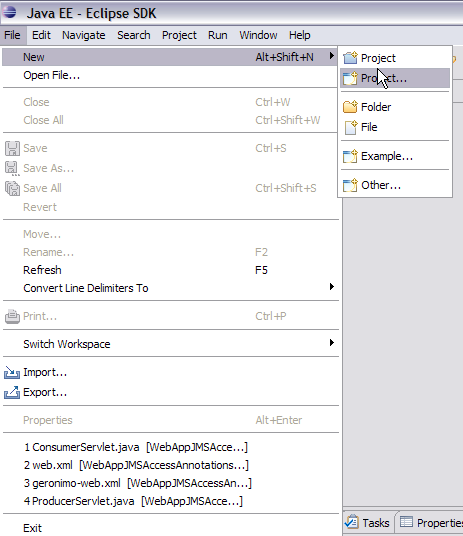 Java EE - Eclipse SDK
File Edit Navigate Search Project Run Window Help
New Alt+Shift+N
Open File...
Close Ctrl+W
Close All Ctrl+Shift+W
Save Ctrl+S
Save As...
Save All Ctrl+Shift+S
Revert
Move...
Rename... F2
Refresh F5
Convert Line Delimiters To
Print... Ctrl+P
Switch Workspace
Import...
Export...
Properties Alt+Enter
1 ConsumerServlet.java [WebAppJMSAcce...]
2 web.xml [WebAppJMSAccessAnnotations...]
3 geronimo-web.xml [WebAppJMSAccessAn...]
4 ProducerServlet.java [WebAppJMSAcce...]
Exit
Project
Project...
Folder
File
Example...
Other...
Tasks Properties